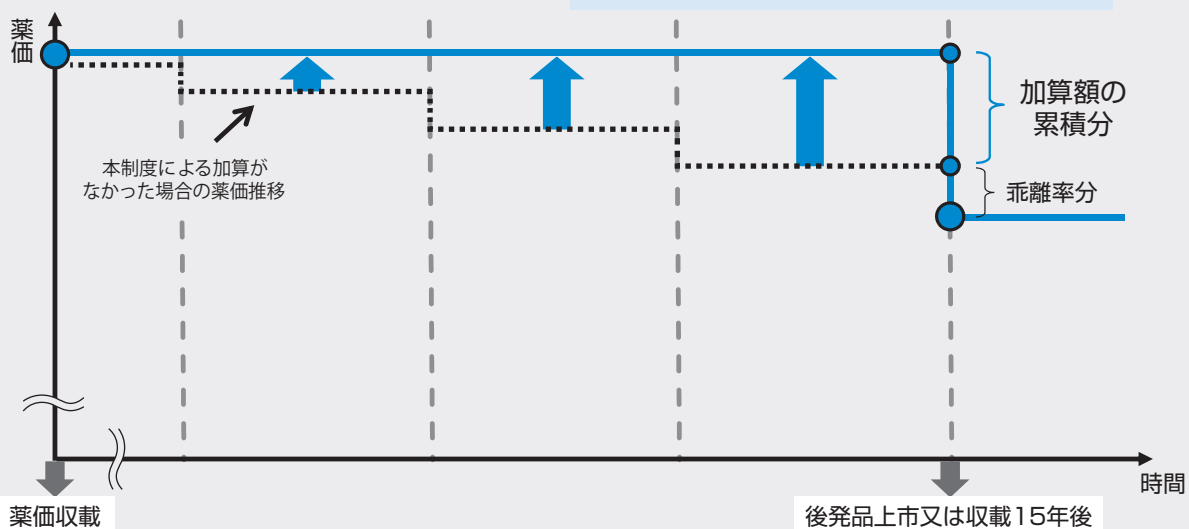 薬価
加算額の
累積分
本制度による加算が
なかった場合の薬価推移
乖離率分
時間
薬価収載
後発品上市又は収載15年後